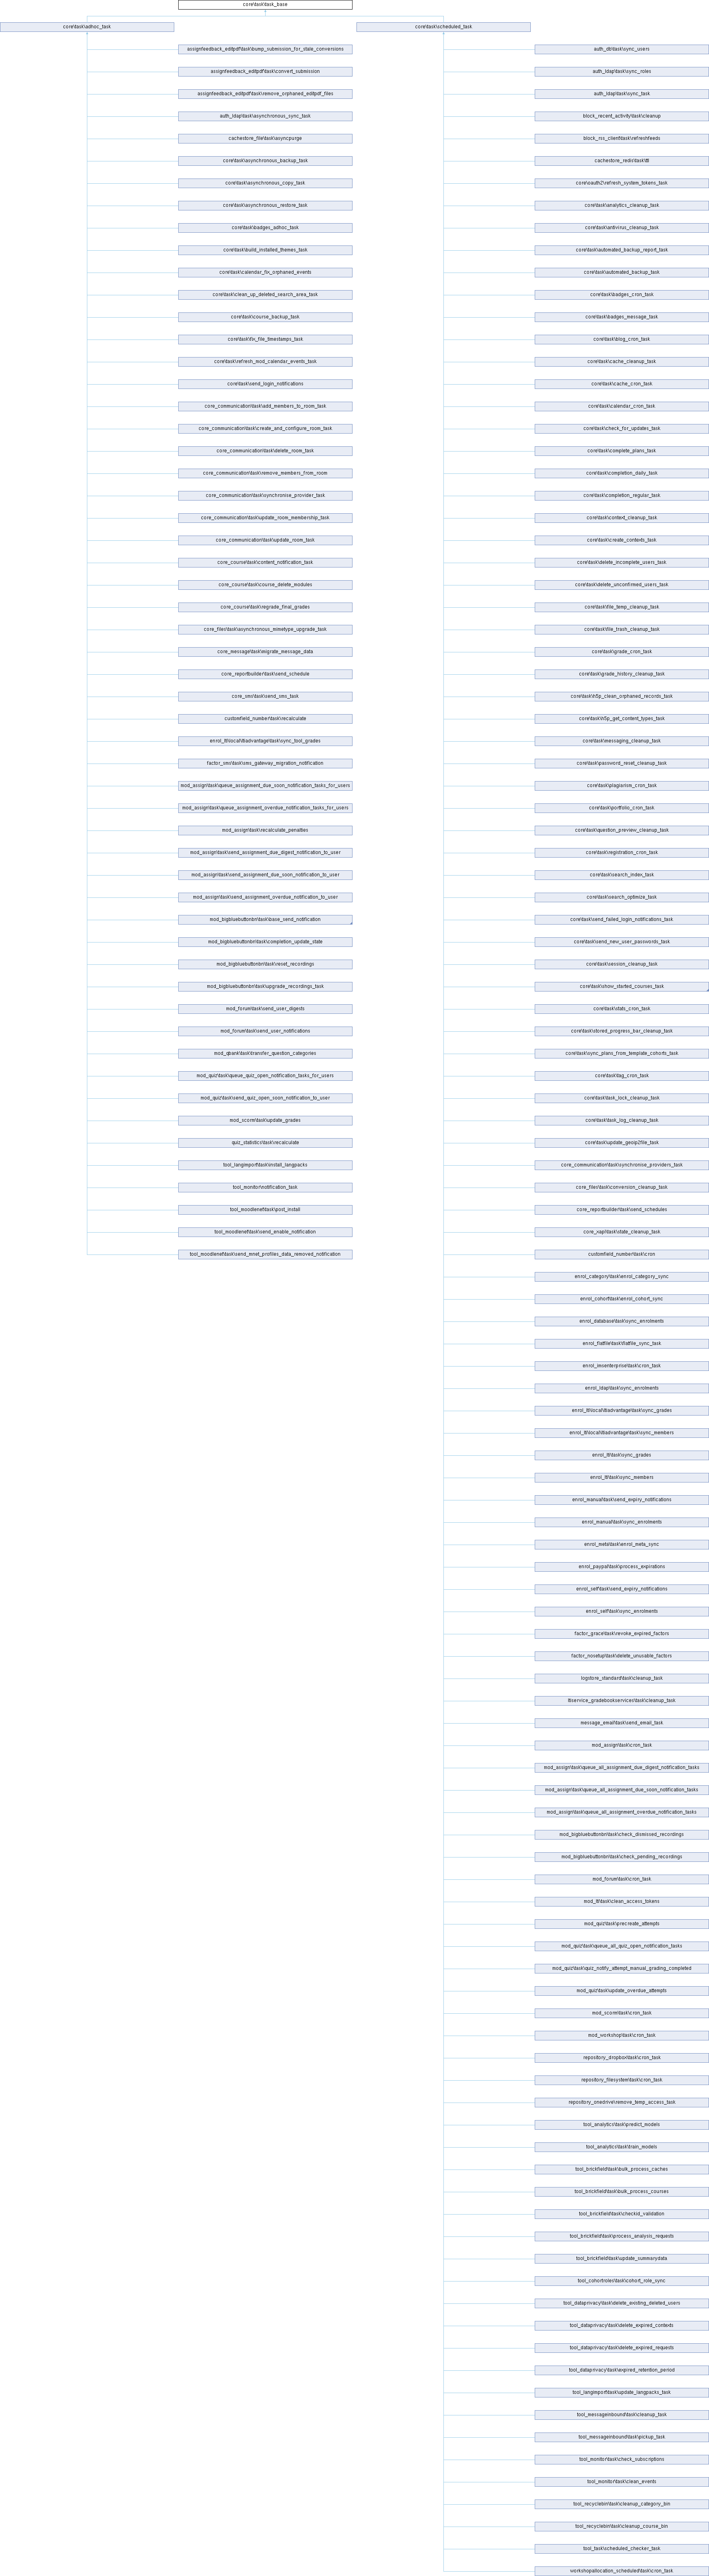 core\task\task_base
core\task\adhoc_task
core\task\scheduled_task
assignfeedback_editpdf\task\bump_submission_for_stale_conversions
assignfeedback_editpdf\task\convert_submission
assignfeedback_editpdf\task\remove_orphaned_editpdf_files
auth_ldap\task\asynchronous_sync_task
cachestore_file\task\asyncpurge
core\task\asynchronous_backup_task
core\task\asynchronous_copy_task
core\task\asynchronous_restore_task
core\task\badges_adhoc_task
core\task\build_installed_themes_task
core\task\calendar_fix_orphaned_events
core\task\clean_up_deleted_search_area_task
core\task\course_backup_task
core\task\fix_file_timestamps_task
core\task\refresh_mod_calendar_events_task
core\task\send_login_notifications
core_communication\task\add_members_to_room_task
core_communication\task\create_and_configure_room_task
core_communication\task\delete_room_task
core_communication\task\remove_members_from_room
core_communication\task\synchronise_provider_task
core_communication\task\update_room_membership_task
core_communication\task\update_room_task
core_course\task\content_notification_task
core_course\task\course_delete_modules
core_course\task\regrade_final_grades
core_files\task\asynchronous_mimetype_upgrade_task
core_message\task\migrate_message_data
core_reportbuilder\task\send_schedule
core_sms\task\send_sms_task
customfield_number\task\recalculate
enrol_lti\local\ltiadvantage\task\sync_tool_grades
factor_sms\task\sms_gateway_migration_notification
mod_assign\task\queue_assignment_due_soon_notification_tasks_for_users
mod_assign\task\queue_assignment_overdue_notification_tasks_for_users
mod_assign\task\recalculate_penalties
mod_assign\task\send_assignment_due_digest_notification_to_user
mod_assign\task\send_assignment_due_soon_notification_to_user
mod_assign\task\send_assignment_overdue_notification_to_user
mod_bigbluebuttonbn\task\base_send_notification
mod_bigbluebuttonbn\task\completion_update_state
mod_bigbluebuttonbn\task\reset_recordings
mod_bigbluebuttonbn\task\upgrade_recordings_task
mod_forum\task\send_user_digests
mod_forum\task\send_user_notifications
mod_qbank\task\transfer_question_categories
mod_quiz\task\queue_quiz_open_notification_tasks_for_users
mod_quiz\task\send_quiz_open_soon_notification_to_user
mod_scorm\task\update_grades
quiz_statistics\task\recalculate
tool_langimport\task\install_langpacks
tool_monitor\notification_task
tool_moodlenet\task\post_install
tool_moodlenet\task\send_enable_notification
tool_moodlenet\task\send_mnet_profiles_data_removed_notification
auth_db\task\sync_users
auth_ldap\task\sync_roles
auth_ldap\task\sync_task
block_recent_activity\task\cleanup
block_rss_client\task\refreshfeeds
cachestore_redis\task\ttl
core\oauth2\refresh_system_tokens_task
core\task\analytics_cleanup_task
core\task\antivirus_cleanup_task
core\task\automated_backup_report_task
core\task\automated_backup_task
core\task\badges_cron_task
core\task\badges_message_task
core\task\blog_cron_task
core\task\cache_cleanup_task
core\task\cache_cron_task
core\task\calendar_cron_task
core\task\check_for_updates_task
core\task\complete_plans_task
core\task\completion_daily_task
core\task\completion_regular_task
core\task\context_cleanup_task
core\task\create_contexts_task
core\task\delete_incomplete_users_task
core\task\delete_unconfirmed_users_task
core\task\file_temp_cleanup_task
core\task\file_trash_cleanup_task
core\task\grade_cron_task
core\task\grade_history_cleanup_task
core\task\h5p_clean_orphaned_records_task
core\task\h5p_get_content_types_task
core\task\messaging_cleanup_task
core\task\password_reset_cleanup_task
core\task\plagiarism_cron_task
core\task\portfolio_cron_task
core\task\question_preview_cleanup_task
core\task\registration_cron_task
core\task\search_index_task
core\task\search_optimize_task
core\task\send_failed_login_notifications_task
core\task\send_new_user_passwords_task
core\task\session_cleanup_task
core\task\show_started_courses_task
core\task\stats_cron_task
core\task\stored_progress_bar_cleanup_task
core\task\sync_plans_from_template_cohorts_task
core\task\tag_cron_task
core\task\task_lock_cleanup_task
core\task\task_log_cleanup_task
core\task\update_geoip2file_task
core_communication\task\synchronise_providers_task
core_files\task\conversion_cleanup_task
core_reportbuilder\task\send_schedules
core_xapi\task\state_cleanup_task
customfield_number\task\cron
enrol_category\task\enrol_category_sync
enrol_cohort\task\enrol_cohort_sync
enrol_database\task\sync_enrolments
enrol_flatfile\task\flatfile_sync_task
enrol_imsenterprise\task\cron_task
enrol_ldap\task\sync_enrolments
enrol_lti\local\ltiadvantage\task\sync_grades
enrol_lti\local\ltiadvantage\task\sync_members
enrol_lti\task\sync_grades
enrol_lti\task\sync_members
enrol_manual\task\send_expiry_notifications
enrol_manual\task\sync_enrolments
enrol_meta\task\enrol_meta_sync
enrol_paypal\task\process_expirations
enrol_self\task\send_expiry_notifications
enrol_self\task\sync_enrolments
factor_grace\task\revoke_expired_factors
factor_nosetup\task\delete_unusable_factors
logstore_standard\task\cleanup_task
ltiservice_gradebookservices\task\cleanup_task
message_email\task\send_email_task
mod_assign\task\cron_task
mod_assign\task\queue_all_assignment_due_digest_notification_tasks
mod_assign\task\queue_all_assignment_due_soon_notification_tasks
mod_assign\task\queue_all_assignment_overdue_notification_tasks
mod_bigbluebuttonbn\task\check_dismissed_recordings
mod_bigbluebuttonbn\task\check_pending_recordings
mod_forum\task\cron_task
mod_lti\task\clean_access_tokens
mod_quiz\task\precreate_attempts
mod_quiz\task\queue_all_quiz_open_notification_tasks
mod_quiz\task\quiz_notify_attempt_manual_grading_completed
mod_quiz\task\update_overdue_attempts
mod_scorm\task\cron_task
mod_workshop\task\cron_task
repository_dropbox\task\cron_task
repository_filesystem\task\cron_task
repository_onedrive\remove_temp_access_task
tool_analytics\task\predict_models
tool_analytics\task\train_models
tool_brickfield\task\bulk_process_caches
tool_brickfield\task\bulk_process_courses
tool_brickfield\task\checkid_validation
tool_brickfield\task\process_analysis_requests
tool_brickfield\task\update_summarydata
tool_cohortroles\task\cohort_role_sync
tool_dataprivacy\task\delete_existing_deleted_users
tool_dataprivacy\task\delete_expired_contexts
tool_dataprivacy\task\delete_expired_requests
tool_dataprivacy\task\expired_retention_period
tool_langimport\task\update_langpacks_task
tool_messageinbound\task\cleanup_task
tool_messageinbound\task\pickup_task
tool_monitor\task\check_subscriptions
tool_monitor\task\clean_events
tool_recyclebin\task\cleanup_category_bin
tool_recyclebin\task\cleanup_course_bin
tool_task\scheduled_checker_task
workshopallocation_scheduled\task\cron_task